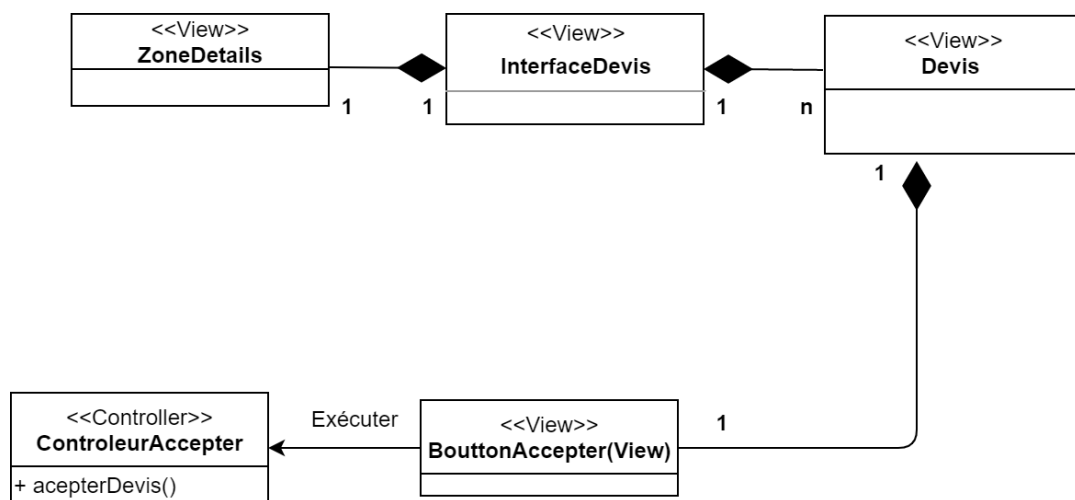 <<View>>
ZoneDetails
<<View>>
InterfaceDevis
<<View>>
Devis
1
1
1
n
1
<<Controller>>
ControleurAccepter
+ acepterDevis()
Exécuter
<<View>>
BouttonAccepter(View)
1